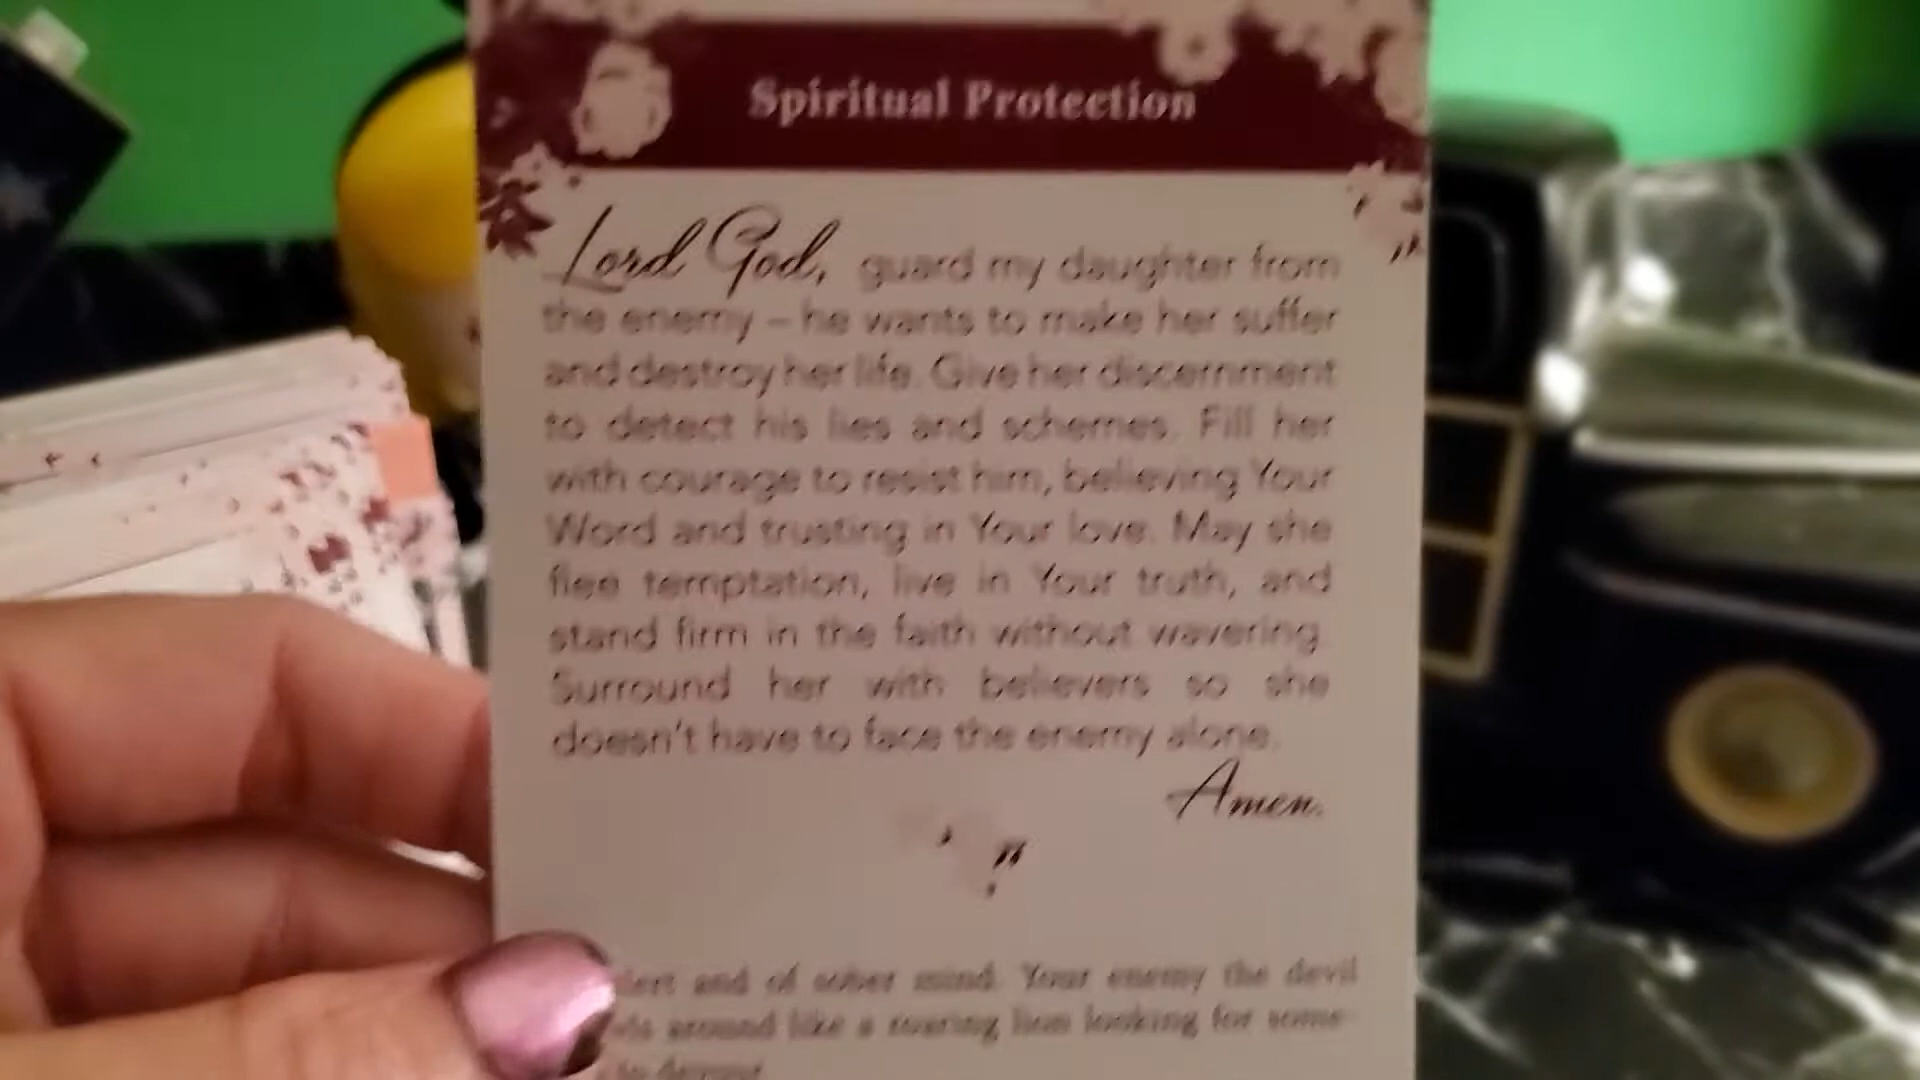 Spiritual Protection
Lord God, guard my daughter from
the enemy – he wants to make her suffer
and destroy her life. Give her discernment
to detect his lies and schemes. Fill her
with courage to resist him, believing Your
Word and trusting in Your love. May she
flee temptation, live in Your truth, and
stand firm in the faith without wavering.
Surround her with believers so she
doesn't have to face the enemy alone.
Amen.
and of sober mind. Your enemy the devil
around like a roaring lion looking for some-
to devour